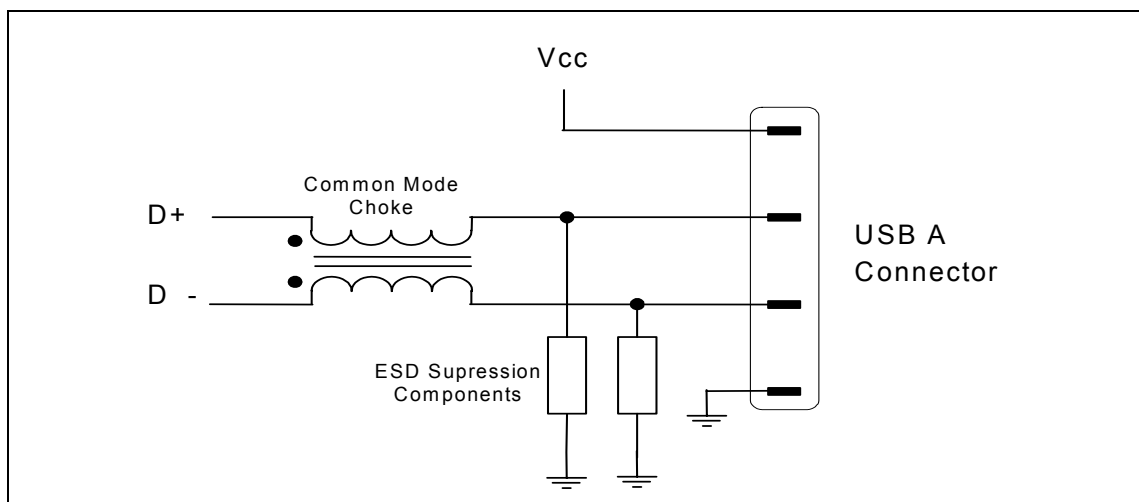 Vcc
Common Mode
Choke
D+
D -
USB A
Connector
ESD Supression
Components